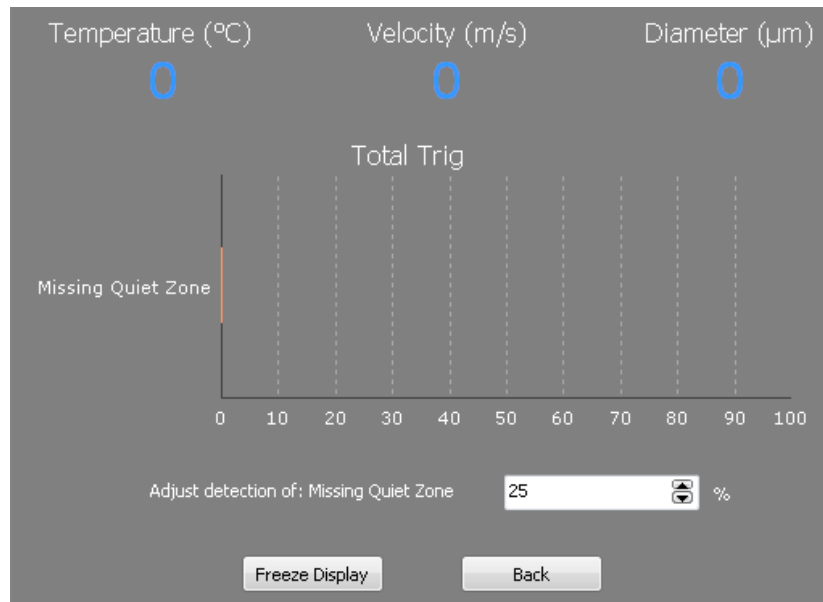 Temperature (ºC) Velocity (m/s) Diameter (µm)
0 0 0
Total Trig
Missing Quiet Zone
0 10 20 30 40 50 60 70 80 90 100
Adjust detection of: Missing Quiet Zone 25 %
Freeze Display Back